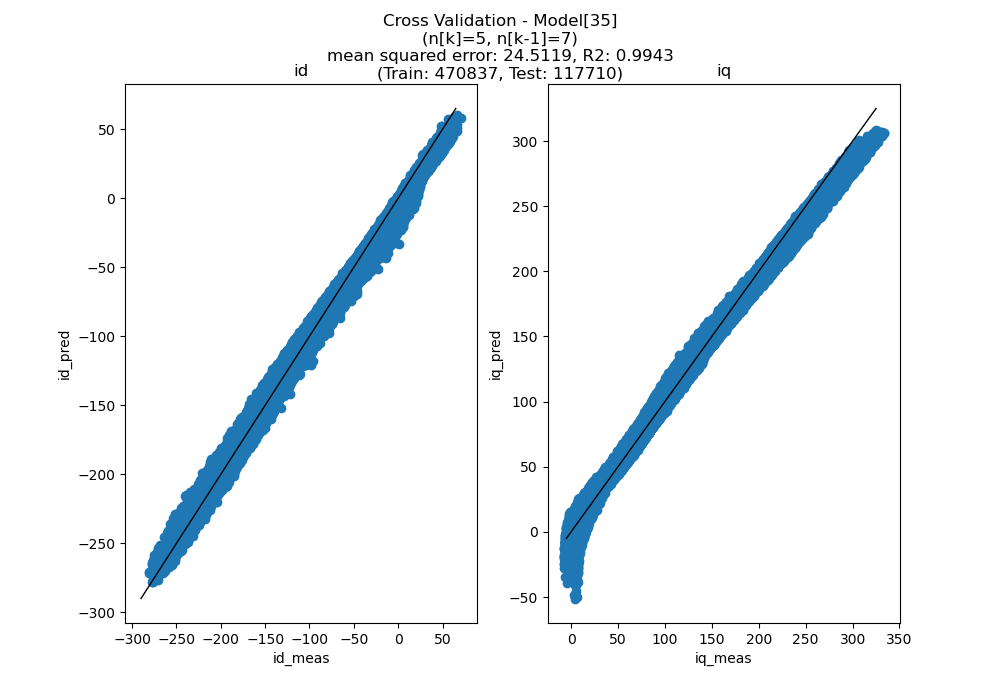 Cross Validation - Model[35]
(n[k]=5, n[k-1]=7)
mean squared error: 24.5119, R2: 0.9943
(Train: 470837, Test: 117710)
id
50
0
−50
−100
−150
−200
−250
−300
id_pred
−300 −250 −200 −150 −100 −50 0 50
id_meas
iq
300
250
200
150
100
50
0
−50
iq_pred
0 50 100 150 200 250 300 350
iq_meas